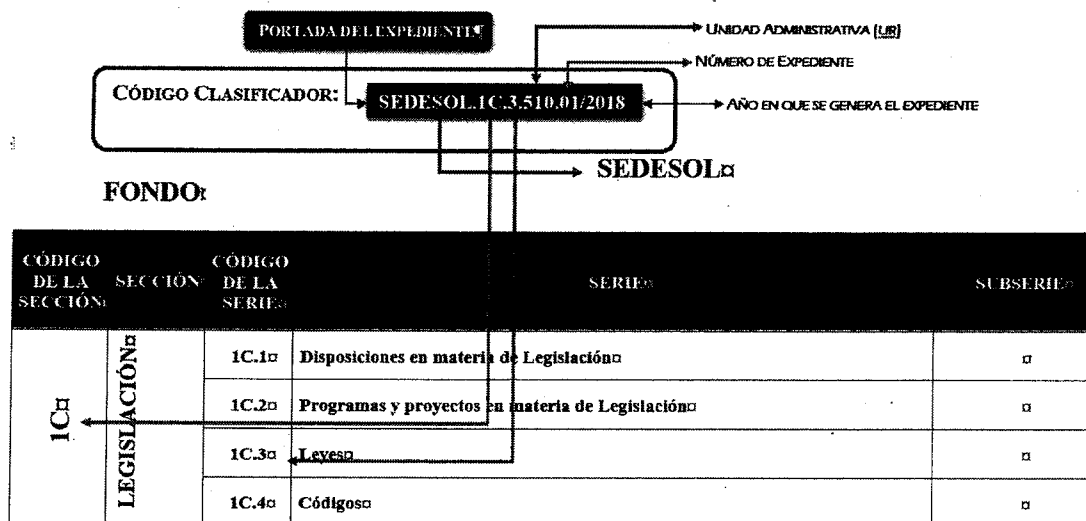 PORTADA DEL EXPEDIENTE¶
UNIDAD ADMINISTRATIVA (UR)
NÚMERO DE EXPEDIENTE
CÓDIGO CLASIFICADOR:
SEDESOL.1C.3.510.01/2018
AÑO EN QUE SE GENERA EL EXPEDIENTE
SEDESOL¤
FONDO¤
CÓDIGO DE LA SECCIÓN¤
SECCIÓN¤
CÓDIGO DE LA SERIE¤
SERIE¤
SUBSERIE¤
1C¤
LEGISLACIÓN¤
1C.1¤ Disposiciones en materia de Legislación¤ ¤
1C.2¤ Programas y proyectos en materia de Legislación¤ ¤
1C.3¤ Leyes¤ ¤
1C.4¤ Códigos¤ ¤